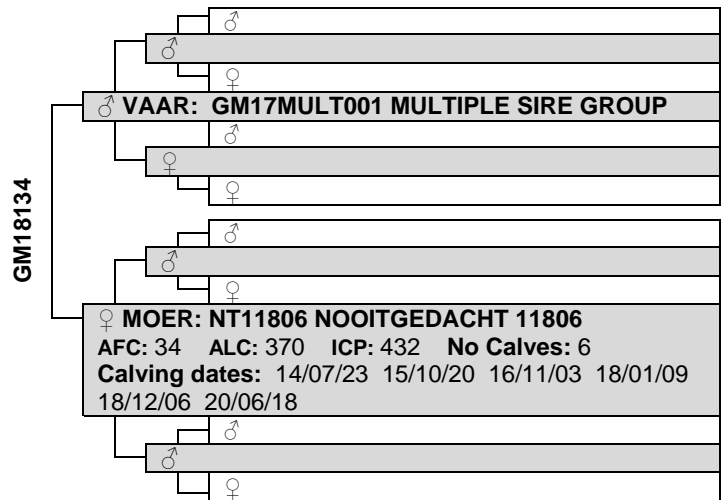 ♂
♂
♀
♂ VAAR: GM17MULT001 MULTIPLE SIRE GROUP
♂
♀
♀
GM18134
♂
♂
♀
♀ MOER: NT11806 NOOITGEDACHT 11806
AFC: 34 ALC: 370 ICP: 432 No Calves: 6
Calving dates: 14/07/23 15/10/20 16/11/03 18/01/09
18/12/06 20/06/18
♂
♂
♀